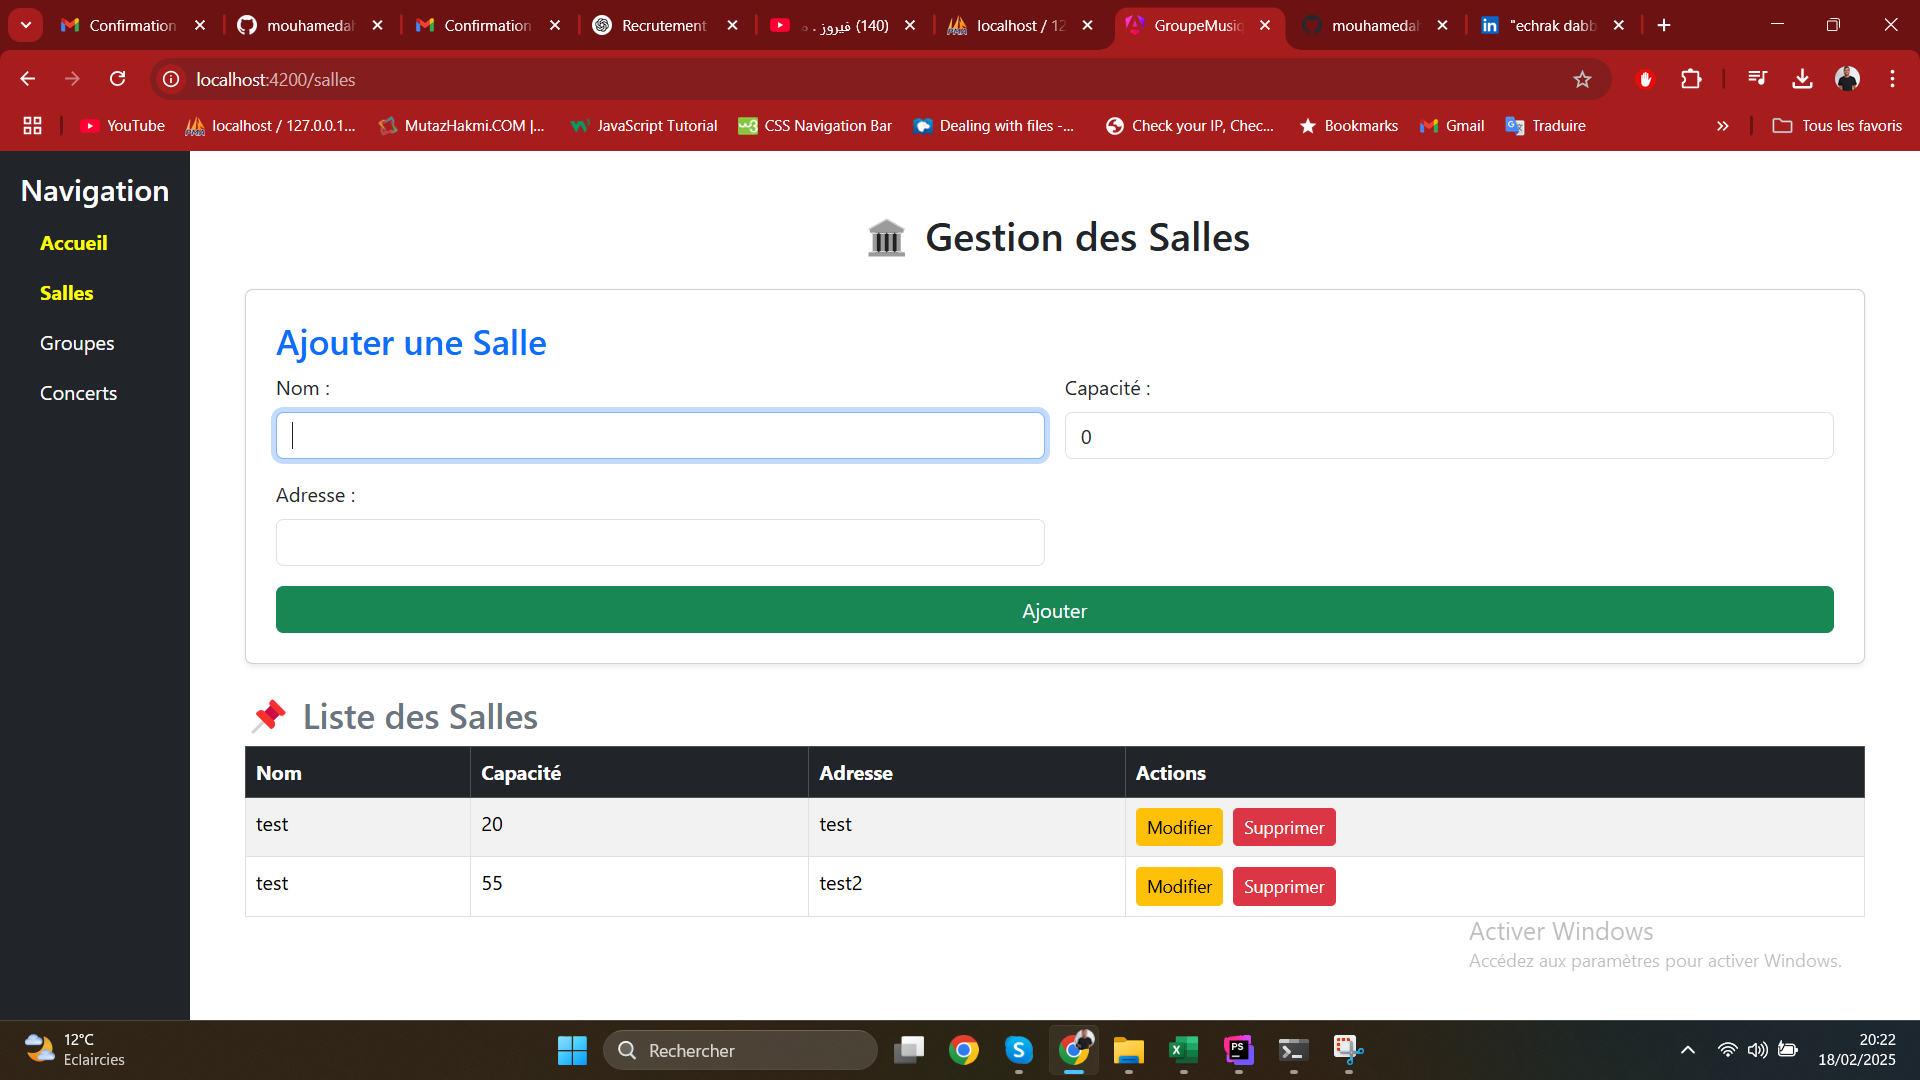 Confirmation
mouhamedah
Confirmation
Recrutement
(140) فيروز .
localhost / 12
GroupeMusiq
mouhamedah
"echrak dabb
localhost:4200/salles
YouTube
localhost / 127.0.0.1...
MutazHakmi.COM |...
JavaScript Tutorial
CSS Navigation Bar
Dealing with files -...
Check your IP, Chec...
Bookmarks
Gmail
Traduire
Tous les favoris
Navigation
Accueil
Salles
Groupes
Concerts
Gestion des Salles
Ajouter une Salle
Nom :
Capacité :
0
Adresse :
Ajouter
Liste des Salles
Nom Capacité Adresse Actions
test 20 test Modifier Supprimer
test 55 test2 Modifier Supprimer
Activer Windows
Accédez aux paramètres pour activer Windows.
12°C
Eclaircies
Rechercher
20:22
18/02/2025